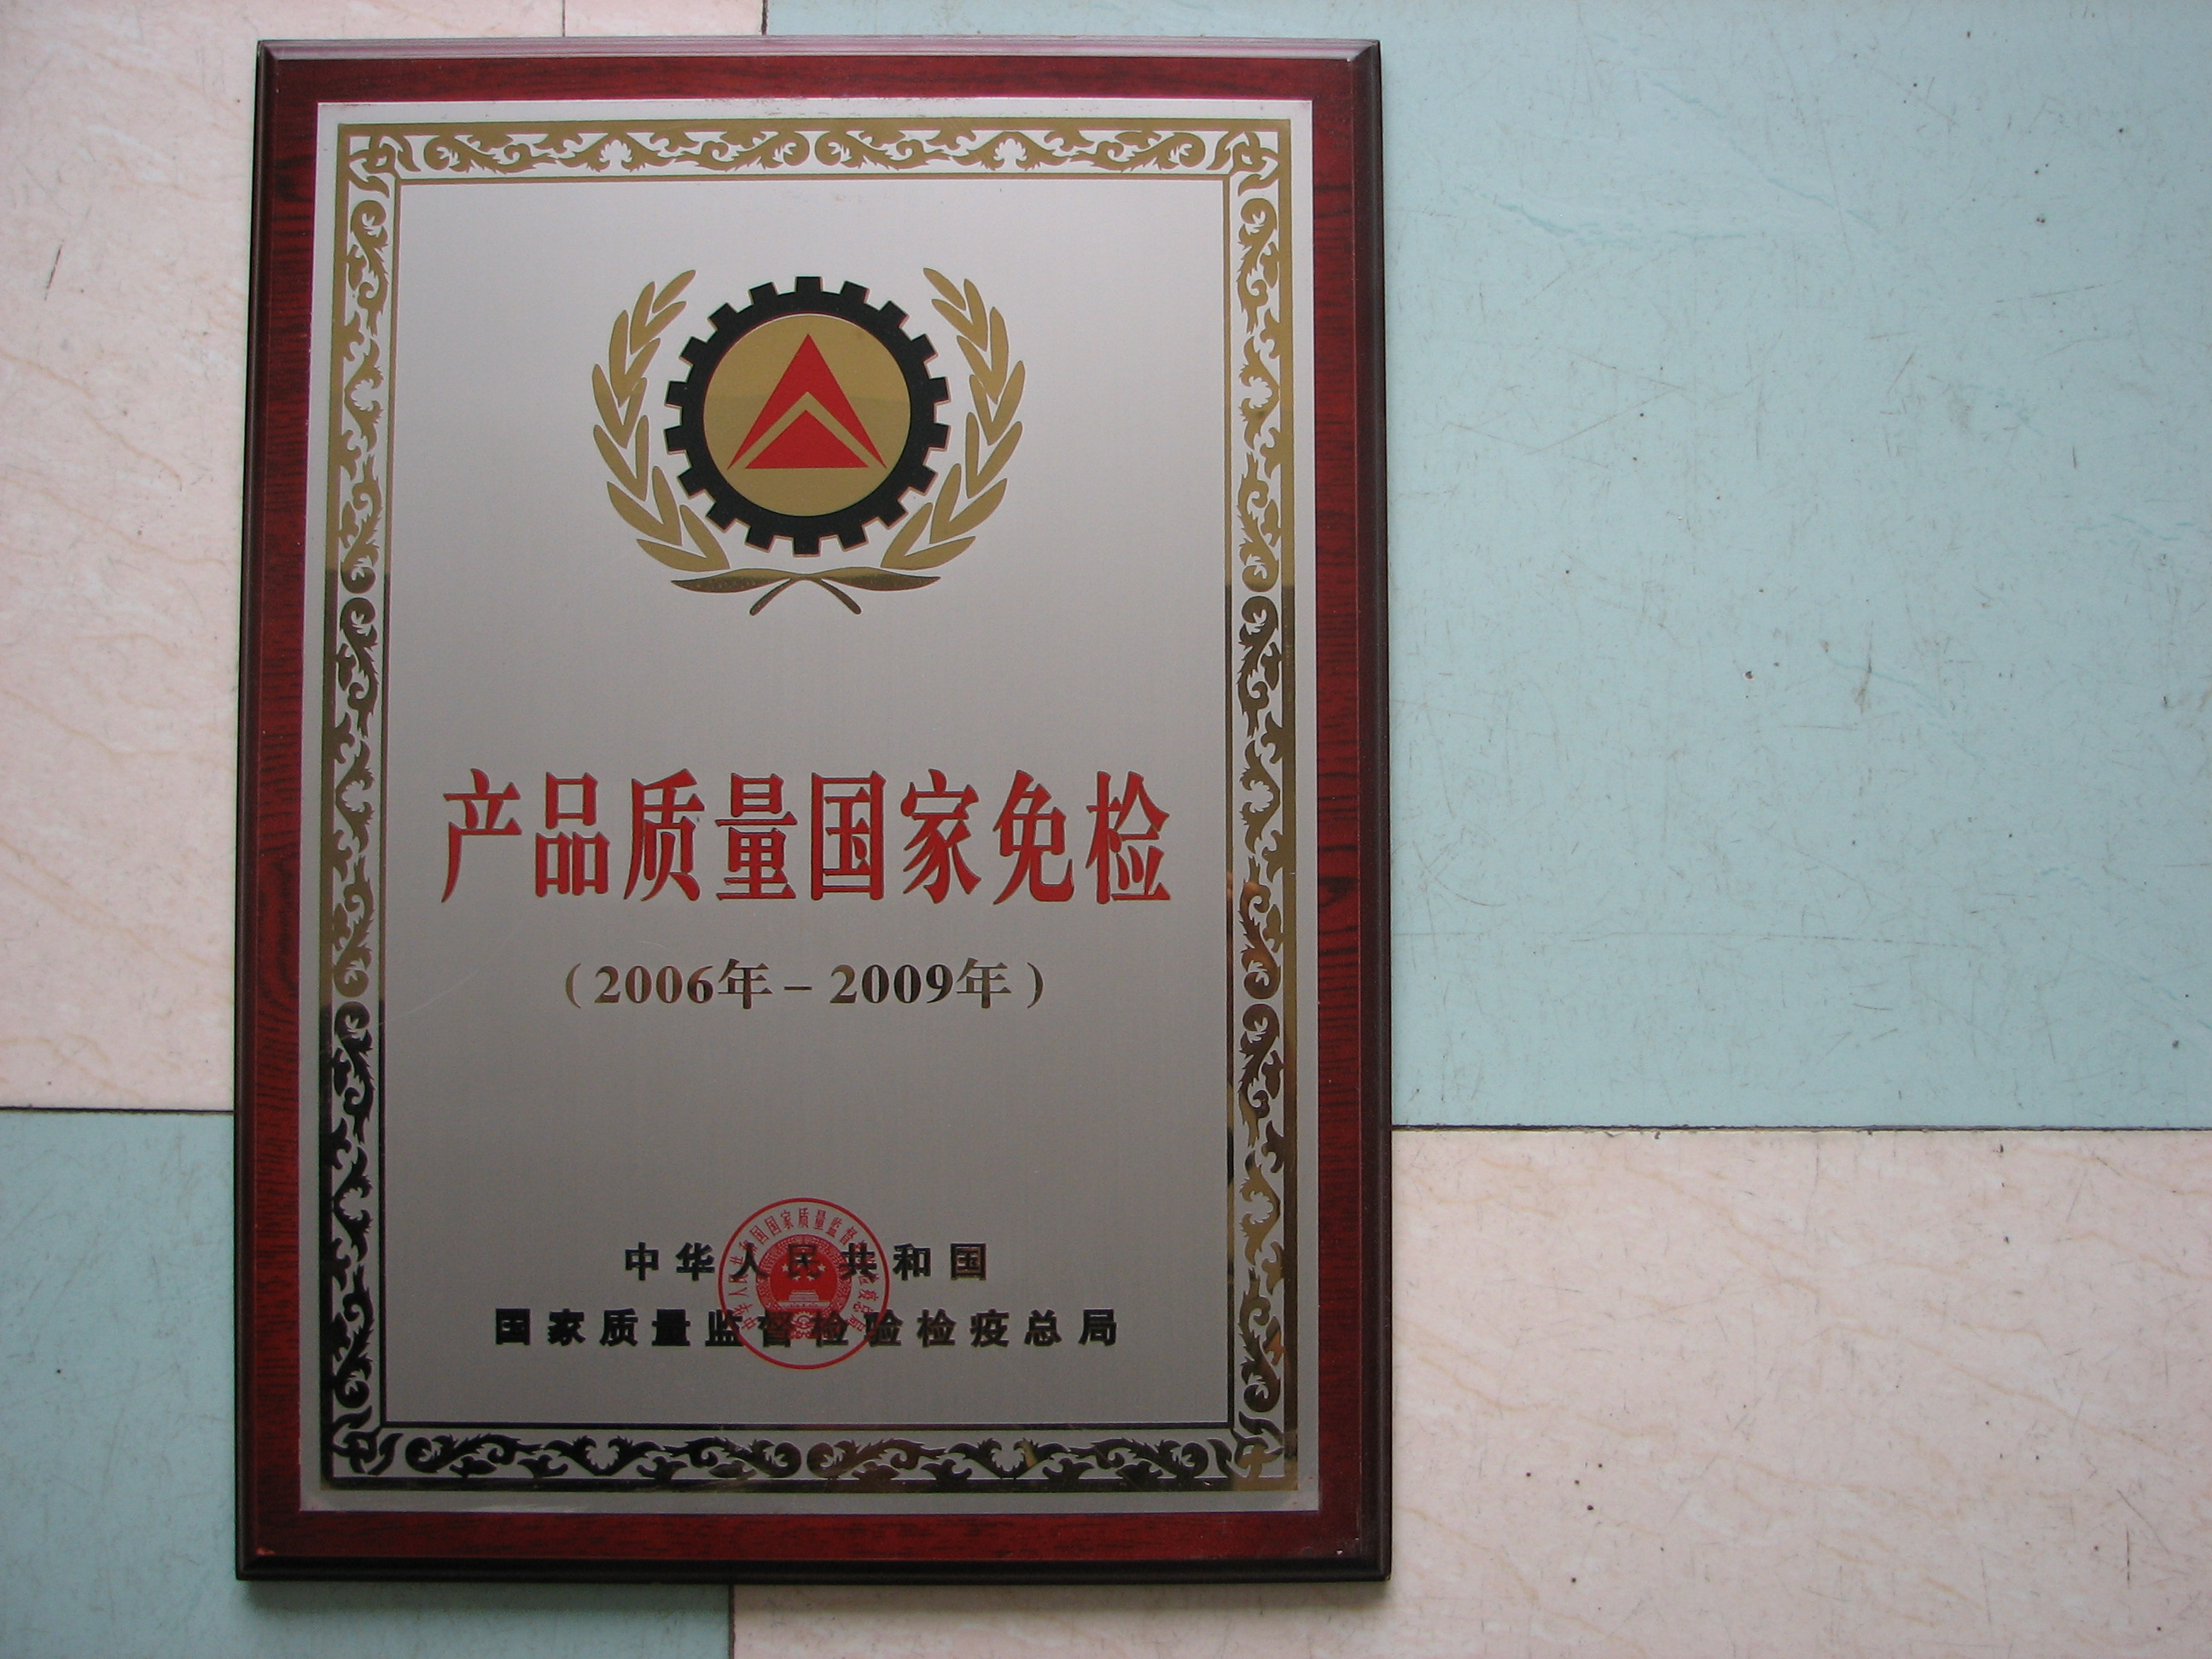 产品质量国家免检
（2006年－2009年）
中华人民共和国
国家质量监督检验检疫总局